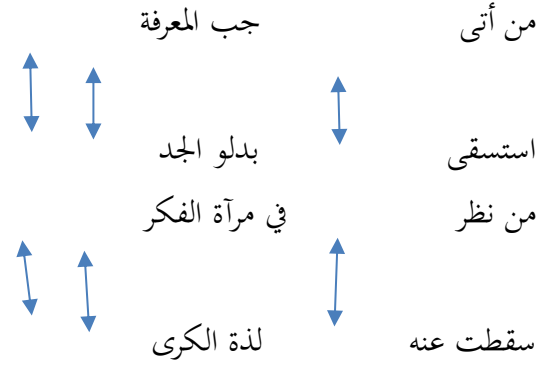 من أتى جب المعرفة
استسقى بدلو الجد
من نظر في مرآة الفكر
سقطت عنه لذة الكرى